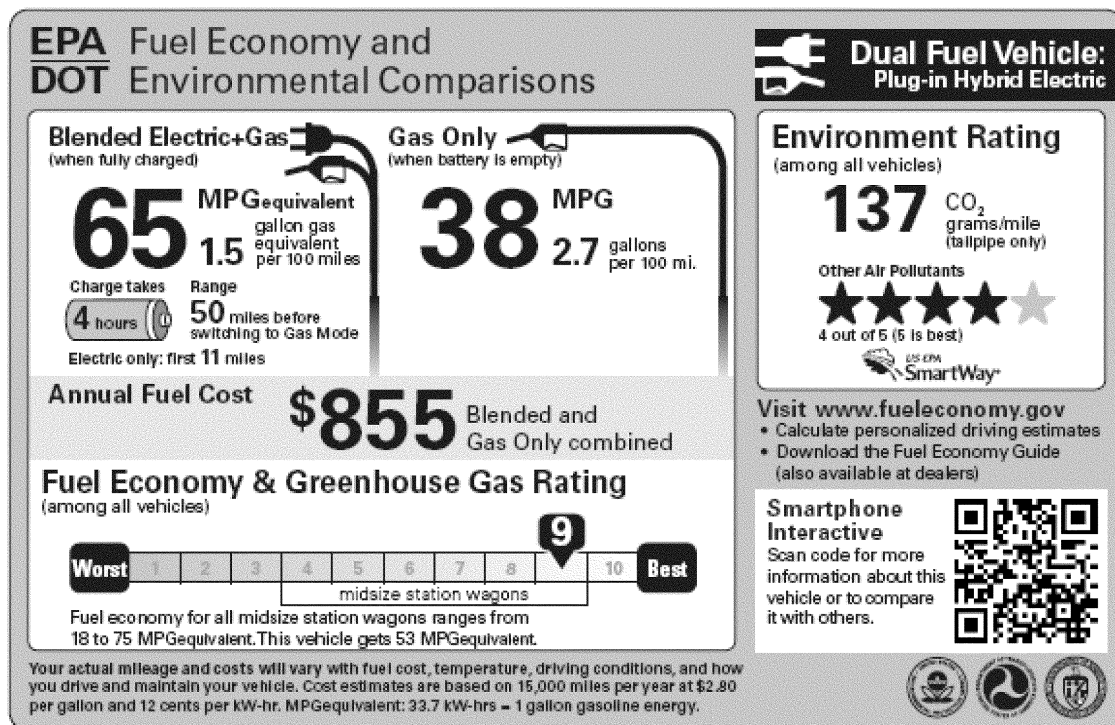 EPA
DOT
Fuel Economy and
Environmental Comparisons
Dual Fuel Vehicle:
Plug-in Hybrid Electric
Blended Electric+Gas
(when fully charged)
65
MPGequivalent
1.5
gallon gas
equivalent
per 100 miles
Charge takes
4 hours
Range
50 miles before
switching to Gas Mode
Electric only: first 11 miles
Gas Only
(when battery is empty)
38
MPG
2.7
gallons
per 100 mi.
Annual Fuel Cost
$855
Blended and
Gas Only combined
Fuel Economy & Greenhouse Gas Rating
(among all vehicles)
9
Worst 1 2 3 4 5 6 7 8 10 Best
midsize station wagons
Fuel economy for all midsize station wagons ranges from
18 to 75 MPGequivalent. This vehicle gets 53 MPGequivalent.
Environment Rating
(among all vehicles)
137
CO2
grams/mile
(tailpipe only)
Other Air Pollutants
4 out of 5 (5 is best)
US EPA
SmartWay
Visit www.fueleconomy.gov
• Calculate personalized driving estimates
• Download the Fuel Economy Guide
(also available at dealers)
Smartphone
Interactive
Scan code for more
information about this
vehicle or to compare
it with others.
Your actual mileage and costs will vary with fuel cost, temperature, driving conditions, and how
you drive and maintain your vehicle. Cost estimates are based on 15,000 miles per year at $2.80
per gallon and 12 cents per kW-hr. MPGequivalent: 33.7 kW-hrs = 1 gallon gasoline energy.